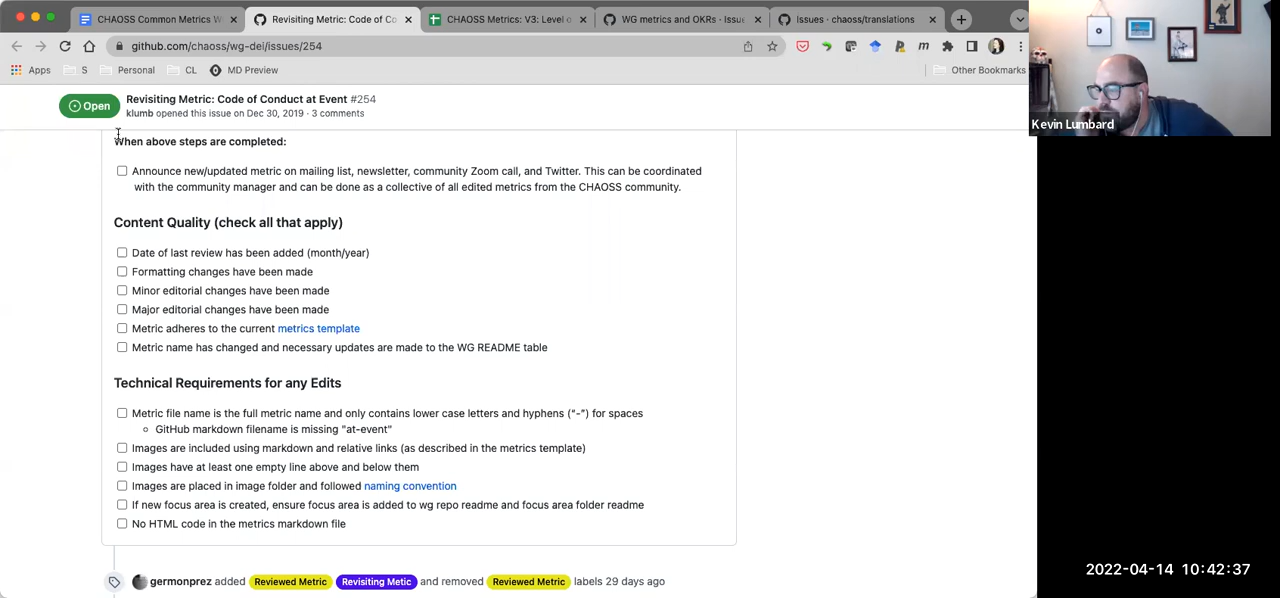 CHAOSS Common Metrics W
Revisiting Metric: Code of Co
CHAOSS Metrics: V3: Level o
WG metrics and OKRs · Issue
Issues · chaoss/translations
github.com/chaoss/wg-dei/issues/254
Apps
S
Personal
CL
MD Preview
Other Bookmarks
Open
Revisiting Metric: Code of Conduct at Event #254
klumb opened this issue on Dec 30, 2019 · 3 comments
When above steps are completed:
Announce new/updated metric on mailing list, newsletter, community Zoom call, and Twitter. This can be coordinated
with the community manager and can be done as a collective of all edited metrics from the CHAOSS community.
Content Quality (check all that apply)
Date of last review has been added (month/year)
Formatting changes have been made
Minor editorial changes have been made
Major editorial changes have been made
Metric adheres to the current metrics template
Metric name has changed and necessary updates are made to the WG README table
Technical Requirements for any Edits
Metric file name is the full metric name and only contains lower case letters and hyphens ("-") for spaces
GitHub markdown filename is missing "at-event"
Images are included using markdown and relative links (as described in the metrics template)
Images have at least one empty line above and below them
Images are placed in image folder and followed naming convention
If new focus area is created, ensure focus area is added to wg repo readme and focus area folder readme
No HTML code in the metrics markdown file
germonprez added Reviewed Metric Revisiting Metic and removed Reviewed Metric labels 29 days ago
Kevin Lumbard
2022-04-14 10:42:37